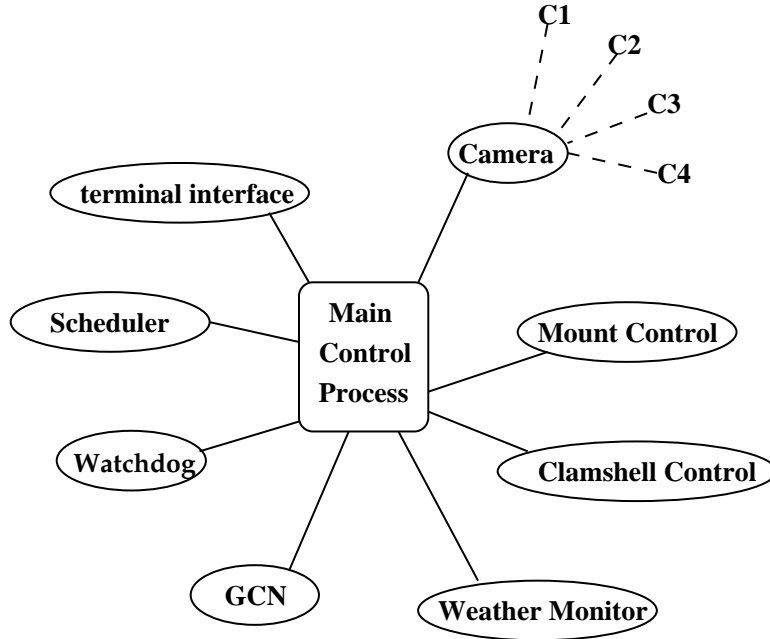 C1
C2
C3
C4
Camera
terminal interface
Main
Control
Process
Scheduler
Mount Control
Watchdog
Clamshell Control
GCN
Weather Monitor